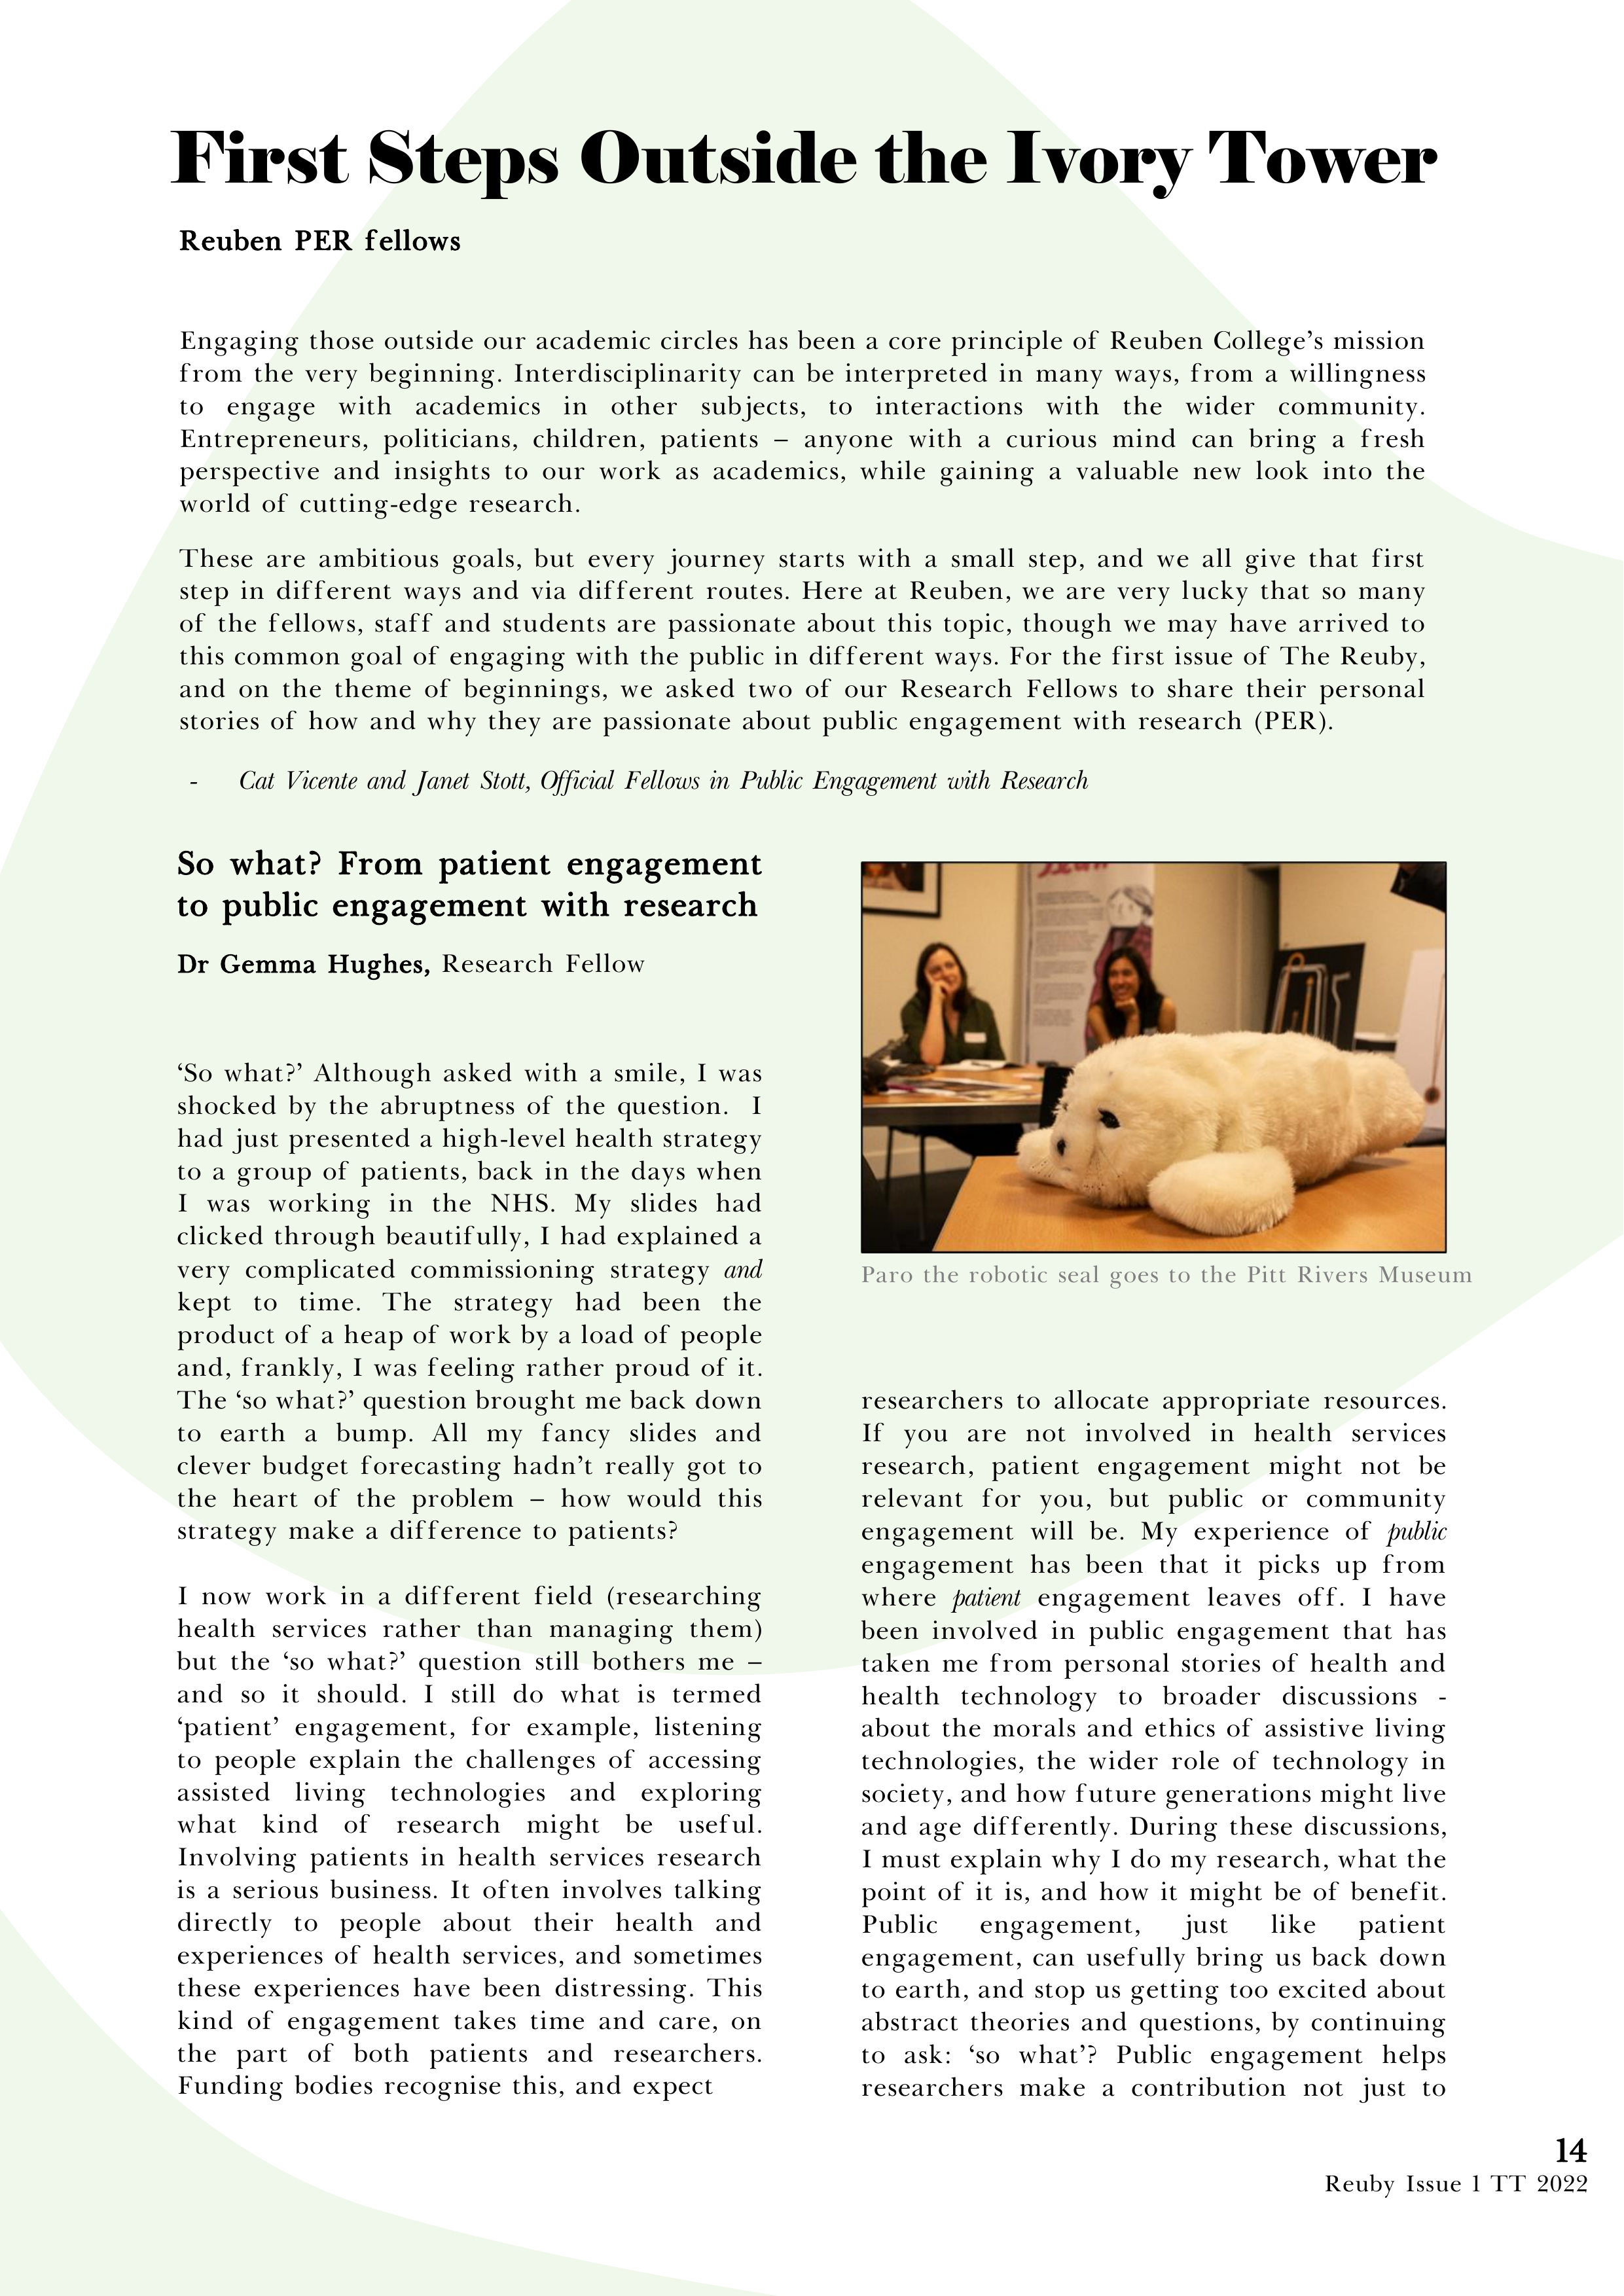 First Steps Outside the Ivory Tower
Reuben PER fellows
Engaging those outside our academic circles has been a core principle of Reuben College’s mission
from the very beginning. Interdisciplinarity can be interpreted in many ways, from a willingness
to engage with academics in other subjects, to interactions with the wider community.
Entrepreneurs, politicians, children, patients – anyone with a curious mind can bring a fresh
perspective and insights to our work as academics, while gaining a valuable new look into the
world of cutting-edge research.
These are ambitious goals, but every journey starts with a small step, and we all give that first
step in different ways and via different routes. Here at Reuben, we are very lucky that so many
of the fellows, staff and students are passionate about this topic, though we may have arrived to
this common goal of engaging with the public in different ways. For the first issue of The Reuby,
and on the theme of beginnings, we asked two of our Research Fellows to share their personal
stories of how and why they are passionate about public engagement with research (PER).
- Cat Vicente and Janet Stott, Official Fellows in Public Engagement with Research
So what? From patient engagement
to public engagement with research
Dr Gemma Hughes, Research Fellow
‘So what?’ Although asked with a smile, I was
shocked by the abruptness of the question. I
had just presented a high-level health strategy
to a group of patients, back in the days when
I was working in the NHS. My slides had
clicked through beautifully, I had explained a
very complicated commissioning strategy and
kept to time. The strategy had been the
product of a heap of work by a load of people
and, frankly, I was feeling rather proud of it.
The ‘so what?’ question brought me back down
to earth a bump. All my fancy slides and
clever budget forecasting hadn’t really got to
the heart of the problem – how would this
strategy make a difference to patients?
I now work in a different field (researching
health services rather than managing them)
but the ‘so what?’ question still bothers me –
and so it should. I still do what is termed
‘patient’ engagement, for example, listening
to people explain the challenges of accessing
assisted living technologies and exploring
what kind of research might be useful.
Involving patients in health services research
is a serious business. It often involves talking
directly to people about their health and
experiences of health services, and sometimes
these experiences have been distressing. This
kind of engagement takes time and care, on
the part of both patients and researchers.
Funding bodies recognise this, and expect
Paro the robotic seal goes to the Pitt Rivers Museum
researchers to allocate appropriate resources.
If you are not involved in health services
research, patient engagement might not be
relevant for you, but public or community
engagement will be. My experience of public
engagement has been that it picks up from
where patient engagement leaves off. I have
been involved in public engagement that has
taken me from personal stories of health and
health technology to broader discussions -
about the morals and ethics of assistive living
technologies, the wider role of technology in
society, and how future generations might live
and age differently. During these discussions,
I must explain why I do my research, what the
point of it is, and how it might be of benefit.
Public engagement, just like patient
engagement, can usefully bring us back down
to earth, and stop us getting too excited about
abstract theories and questions, by continuing
to ask: ‘so what’? Public engagement helps
researchers make a contribution not just to
14
Reuby Issue 1 TT 2022